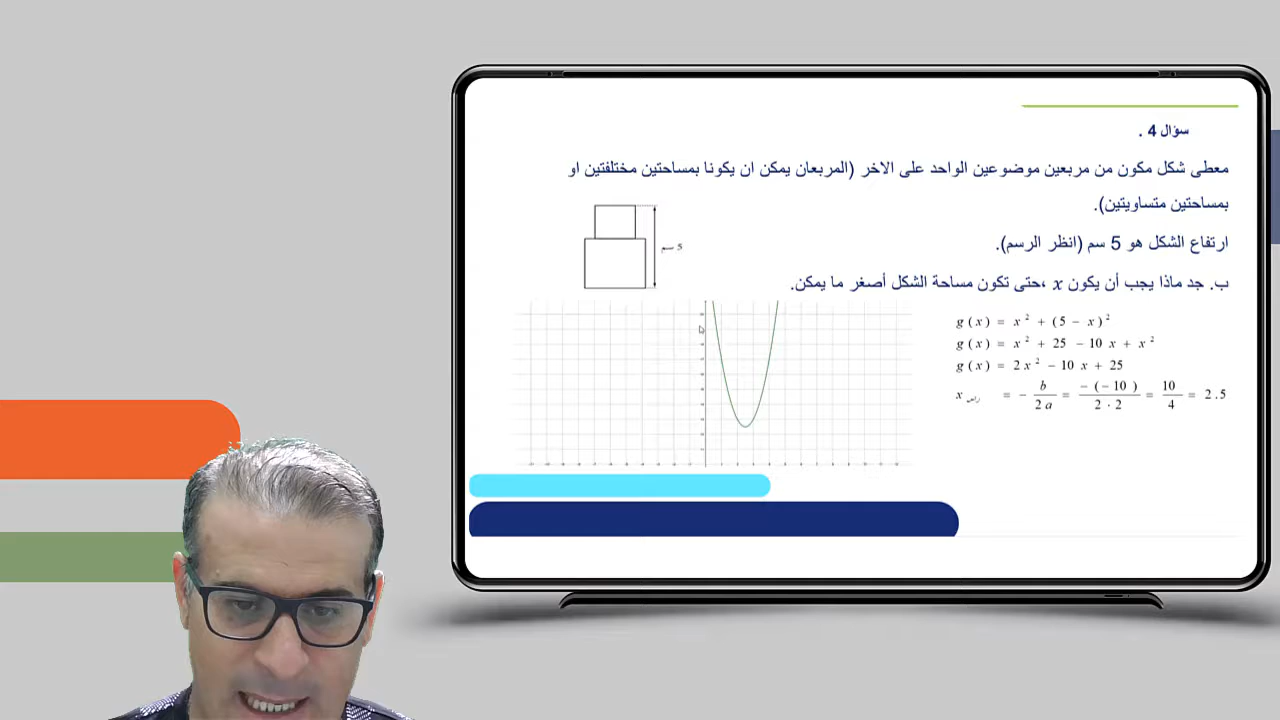 سؤال 4 .
معطى شكل مكون من مربعين موضوعين الواحد على الاخر (المربعان يمكن ان يكونا بمساحتين مختلفتين او
بمساحتين متساويتين).
ارتفاع الشكل هو 5 سم (انظر الرسم).
5 سم
ب. جد ماذا يجب أن يكون x ،حتى تكون مساحة الشكل أصغر ما يمكن.
g(x) = x² + (5 − x)²
g(x) = x² + 25 − 10x + x²
g(x) = 2x² − 10x + 25
x رأس = − b / 2a = −(−10) / 2 · 2 = 10 / 4 = 2.5